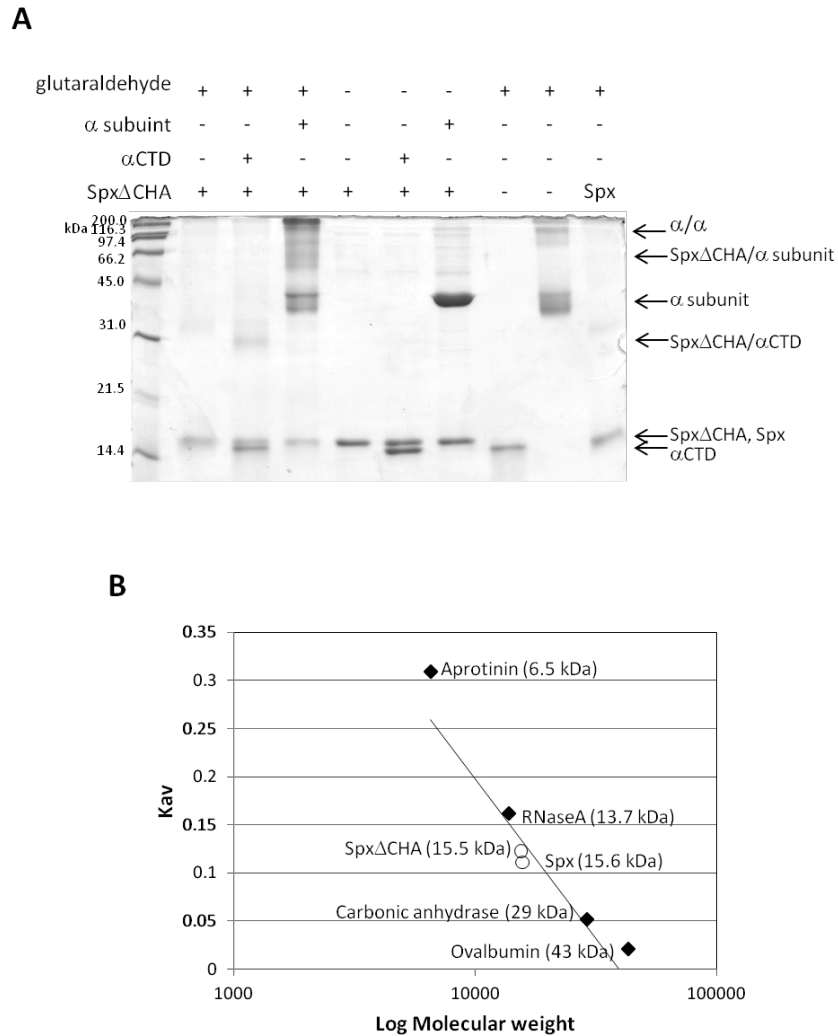 A
glutaraldehyde + + + - - - + + +
α subuint - - + - - + - - -
αCTD - + - - + - - - -
SpxΔCHA + + + + + + - - Spx
200.0
kDa 116.3
97.4
66.2
45.0
31.0
21.5
14.4
α/α
SpxΔCHA/α subunit
α subunit
SpxΔCHA/αCTD
SpxΔCHA, Spx
αCTD
B
0.35
0.3
0.25
0.2
0.15
0.1
0.05
0
Kav
Aprotinin (6.5 kDa)
RNaseA (13.7 kDa)
SpxΔCHA (15.5 kDa)
Spx (15.6 kDa)
Carbonic anhydrase (29 kDa)
Ovalbumin (43 kDa)
1000 10000 100000
Log Molecular weight